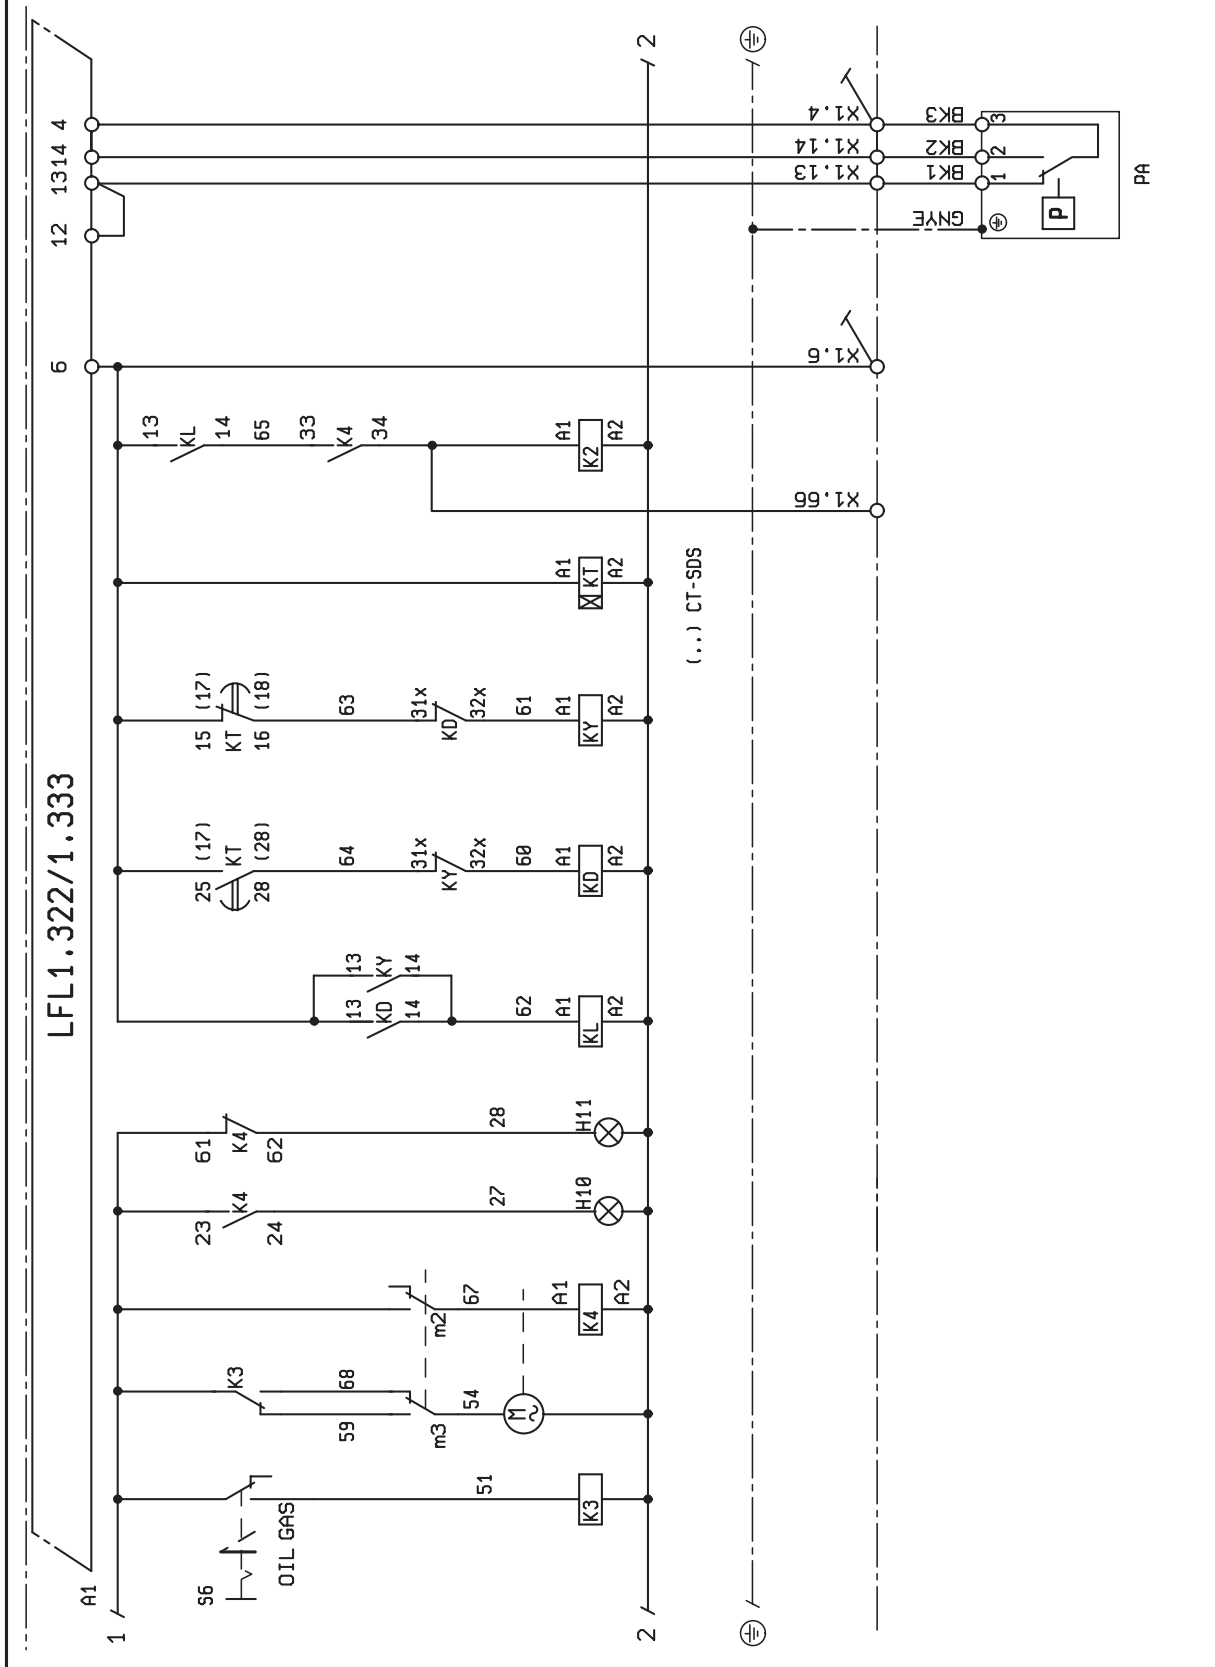 LFL1.322/1.333
A1
1
2
2
4
14
13
12
6
X1.4
X1.14
X1.13
BK3
BK2
BK1
GNYE
3
2
1
P
PA
X1.6
X1.66
13
KL
14
65
33
K4
34
A1
K2
A2
A1
KT
A2
(..) CT-SDS
15
(17)
KT
16
(18)
63
31x
KD
32x
61
A1
KY
A2
25
(17)
KT
28
(28)
64
31x
KY
32x
60
A1
KD
A2
13
KY
14
13
KD
14
62
A1
KL
A2
61
K4
62
28
H11
23
K4
24
27
H10
m2
67
A1
K4
A2
K3
68
59
m3
54
M
S6
OIL GAS
51
K3